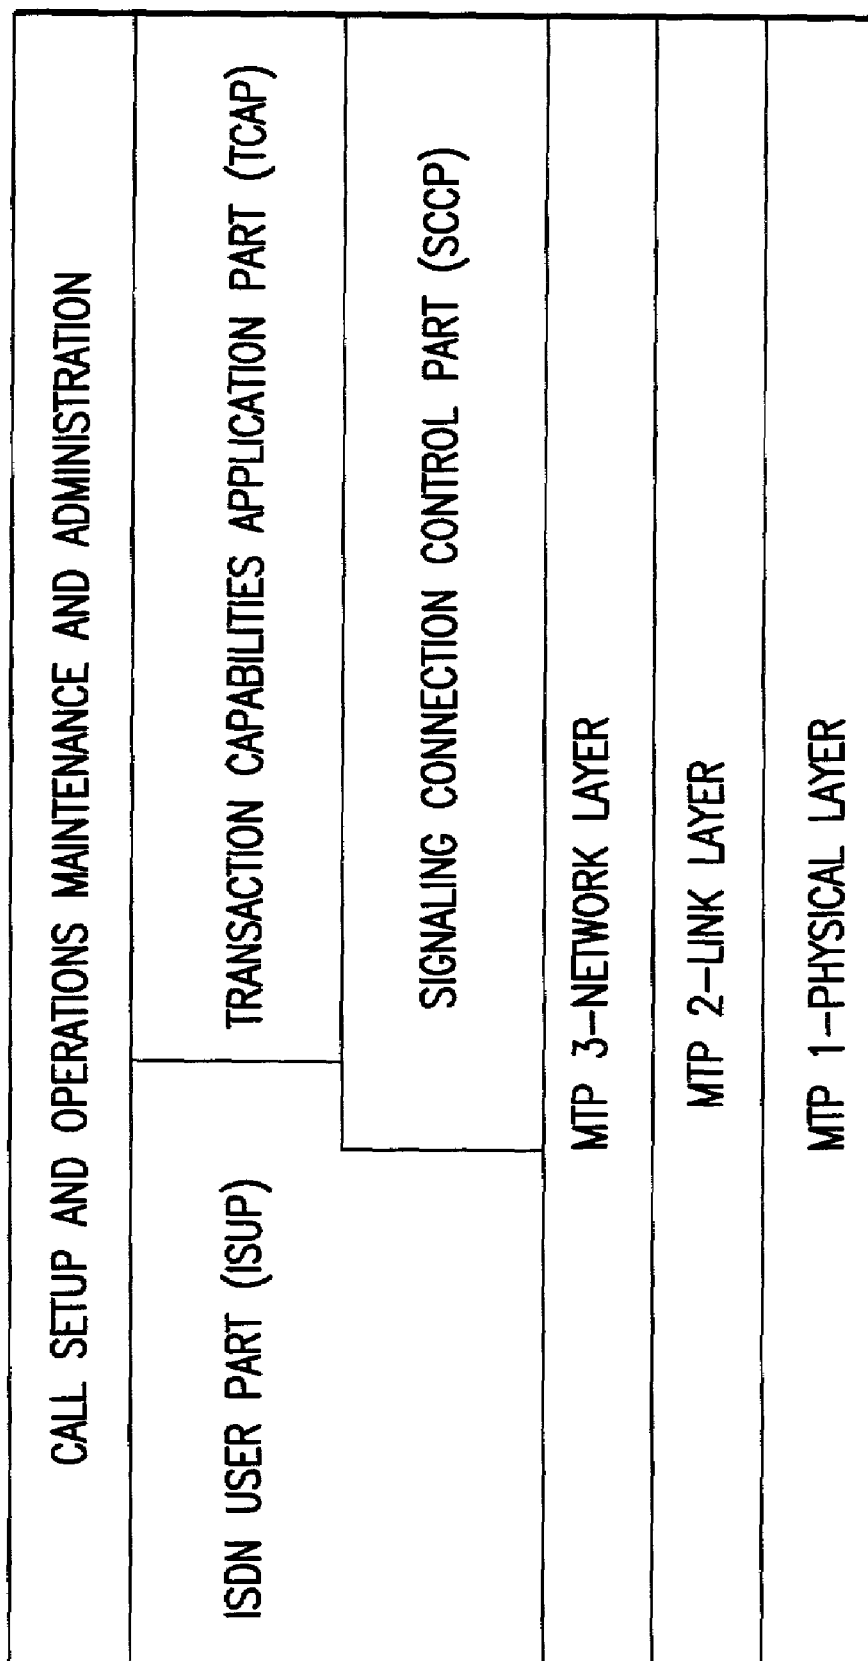 CALL SETUP AND OPERATIONS MAINTENANCE AND ADMINISTRATION
ISDN USER PART (ISUP)
TRANSACTION CAPABILITIES APPLICATION PART (TCAP)
SIGNALING CONNECTION CONTROL PART (SCCP)
MTP 3-NETWORK LAYER
MTP 2-LINK LAYER
MTP 1-PHYSICAL LAYER